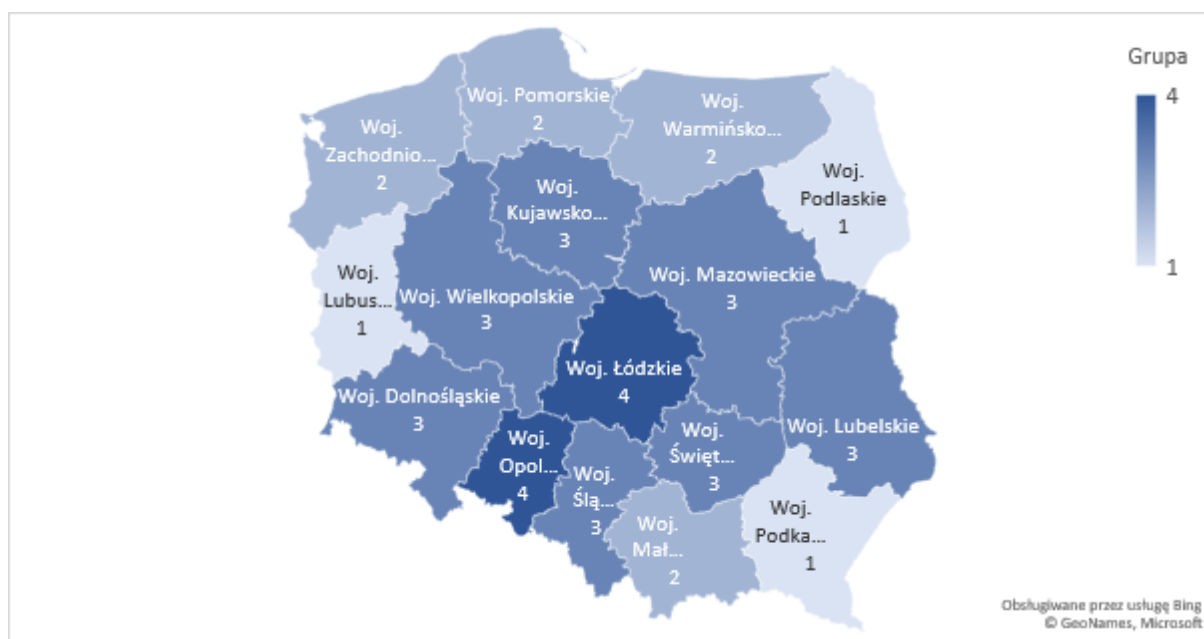 Grupa
4
1
Woj. Pomorskie
2
Woj.
Warmińsko...
2
Woj.
Zachodnio...
2
Woj.
Podlaskie
1
Woj.
Kujawsko...
3
Woj. Mazowieckie
3
Woj.
Lubus...
1
Woj. Wielkopolskie
3
Woj. Łódzkie
4
Woj. Dolnośląskie
3
Woj. Lubelskie
3
Woj.
Opol...
4
Woj.
Święt...
3
Woj.
Ślą...
3
Woj.
Mał...
2
Woj.
Podka...
1
Obsługiwane przez usługę Bing
© GeoNames, Microsoft